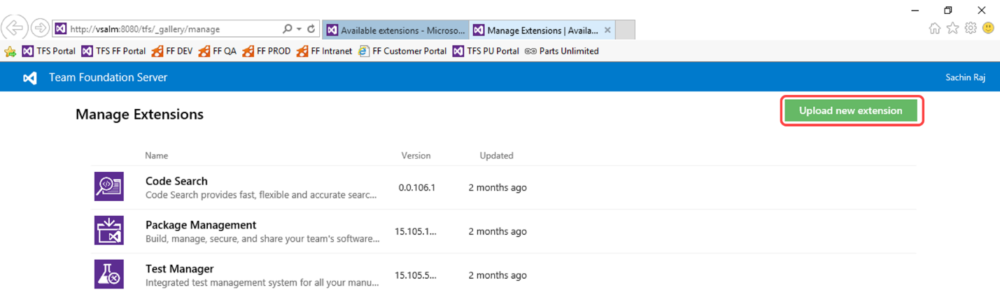 http://vsalm:8080/tfs/_gallery/manage
Available extensions - Microso...
Manage Extensions | Availa...
TFS Portal TFS FF Portal FF DEV FF QA FF PROD FF Intranet FF Customer Portal TFS PU Portal Parts Unlimited
Team Foundation Server
Sachin Raj
Manage Extensions
Upload new extension
Name Version Updated
Code Search
Code Search provides fast, flexible and accurate searc...
0.0.106.1
2 months ago
Package Management
Build, manage, secure, and share your team's software...
15.105.1...
2 months ago
Test Manager
Integrated test management system for all your manu...
15.105.5...
2 months ago